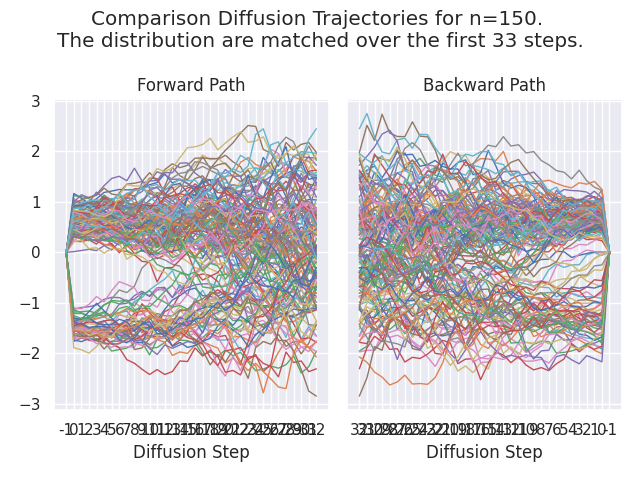 Comparison Diffusion Trajectories for n=150.
The distribution are matched over the first 33 steps.
Forward Path
Backward Path
3
2
1
0
−1
−2
−3
Diffusion Step
Diffusion Step